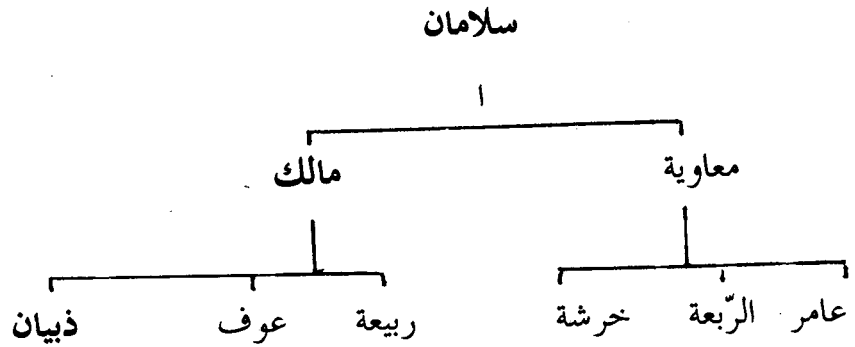 سلامان
معاوية مالك
عامر الرّبعة خرشة ربيعة عوف ذبيان